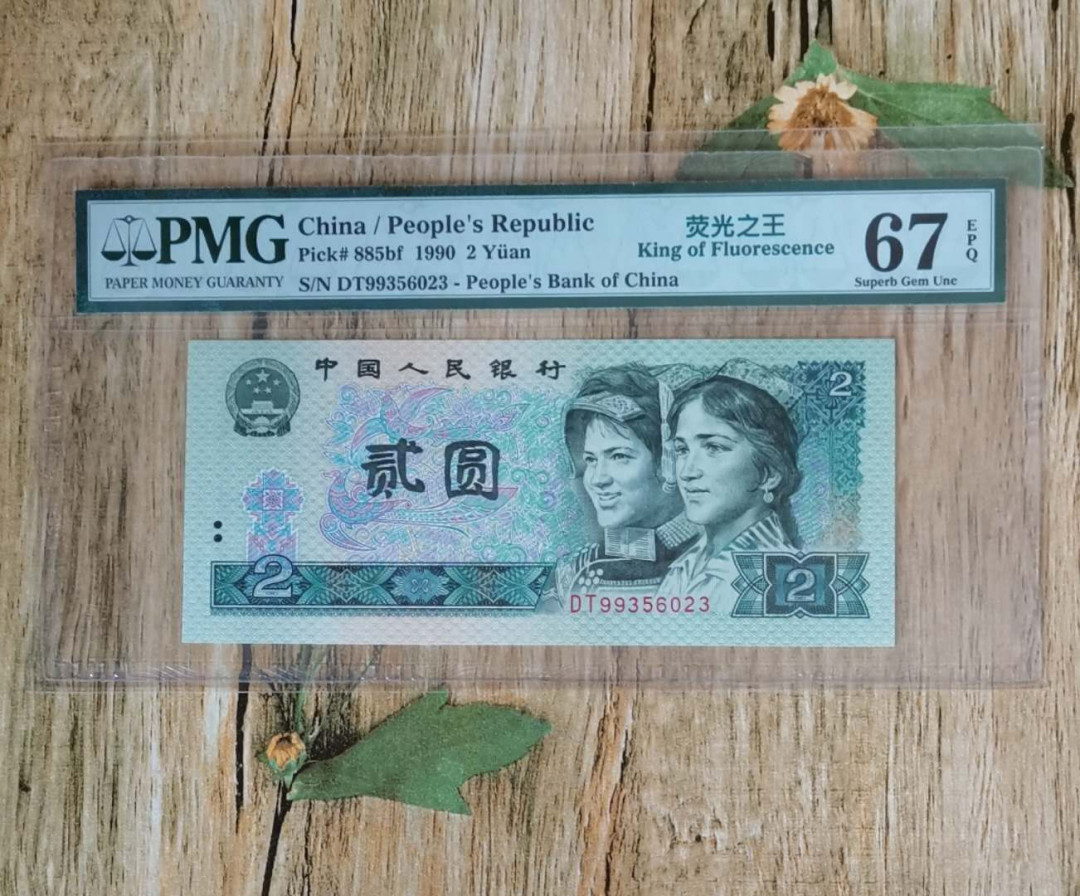 PMG
PAPER MONEY GUARANTY
China / People's Republic
Pick# 885bf 1990 2 Yüan
S/N DT99356023 - People's Bank of China
荧光之王
King of Fluorescence
67
EPQ
Superb Gem Unc
中国人民银行
2
贰圆
2
DT99356023
2